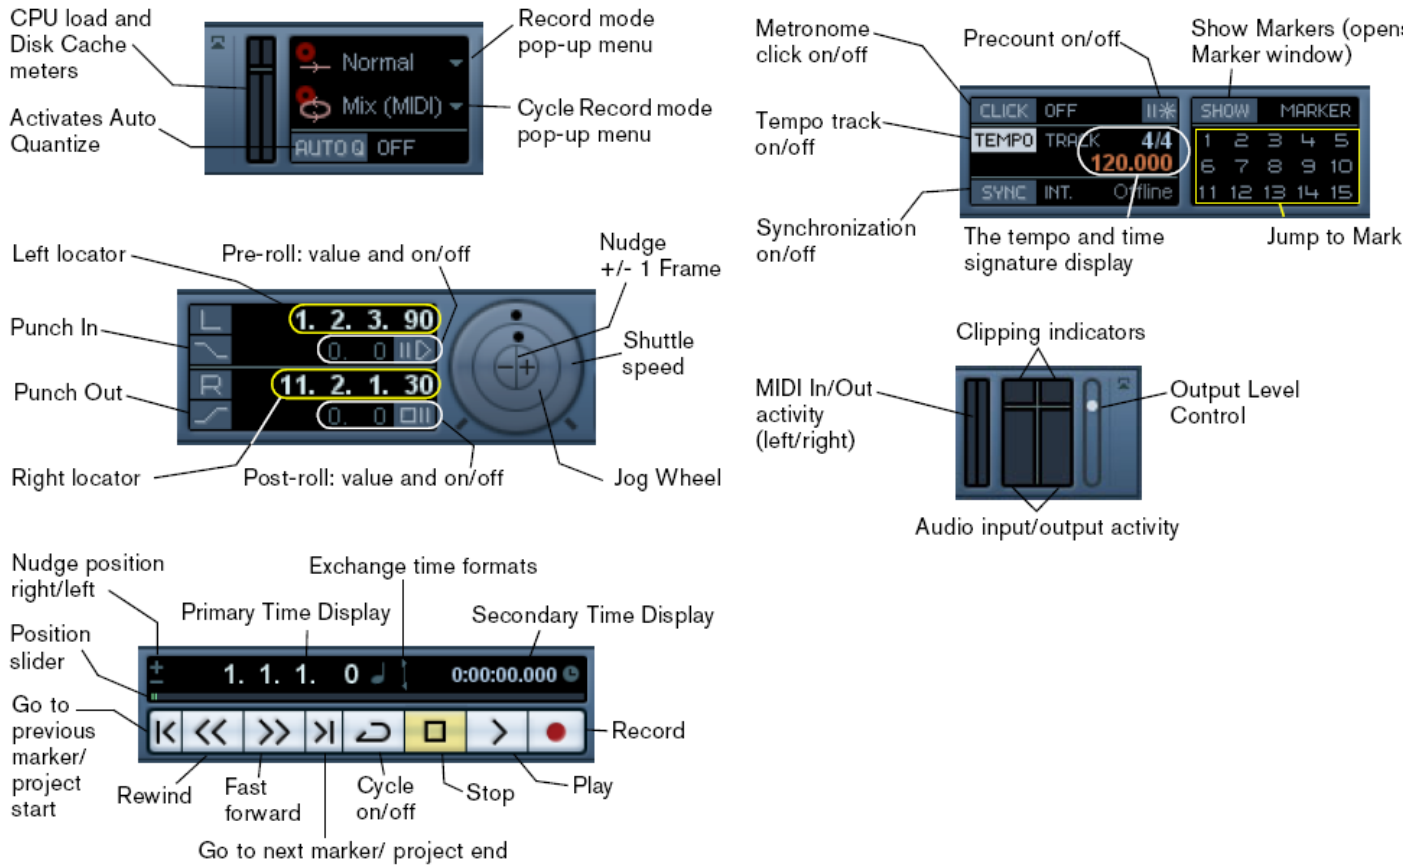 CPU load and
Disk Cache
meters
Activates Auto
Quantize
Normal
Mix (MIDI)
AUTO Q OFF
Record mode
pop-up menu
Cycle Record mode
pop-up menu
Metronome
click on/off
Precount on/off
Show Markers (opens
Marker window)
Tempo track
on/off
CLICK OFF
TEMPO TRACK 4/4
120.000
SYNC INT. Offline
SHOW MARKER
1 2 3 4 5
6 7 8 9 10
11 12 13 14 15
Synchronization
on/off
The tempo and time
signature display
Jump to Mark
Left locator
Pre-roll: value and on/off
Nudge
+/- 1 Frame
Punch In
Punch Out
Right locator
L 1. 2. 3. 90
0. 0
R 11. 2. 1. 30
0. 0
Shuttle
speed
Post-roll: value and on/off
Jog Wheel
Clipping indicators
MIDI In/Out
activity
(left/right)
Output Level
Control
Audio input/output activity
Nudge position
right/left
Exchange time formats
Primary Time Display
Secondary Time Display
Position
slider
1. 1. 1. 0
0:00:00.000
Go to
previous
marker/
project
start
Rewind
Fast
forward
Cycle
on/off
Stop
Play
Record
Go to next marker/ project end